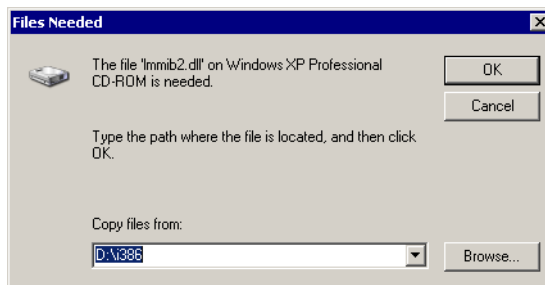 Files Needed
The file 'lmmib2.dll' on Windows XP Professional
CD-ROM is needed.
OK
Cancel
Type the path where the file is located, and then click
OK.
Copy files from:
D:\i386
Browse...